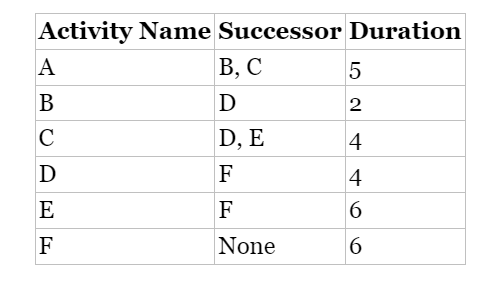 Activity Name Successor Duration
A B, C 5
B D 2
C D, E 4
D F 4
E F 6
F None 6